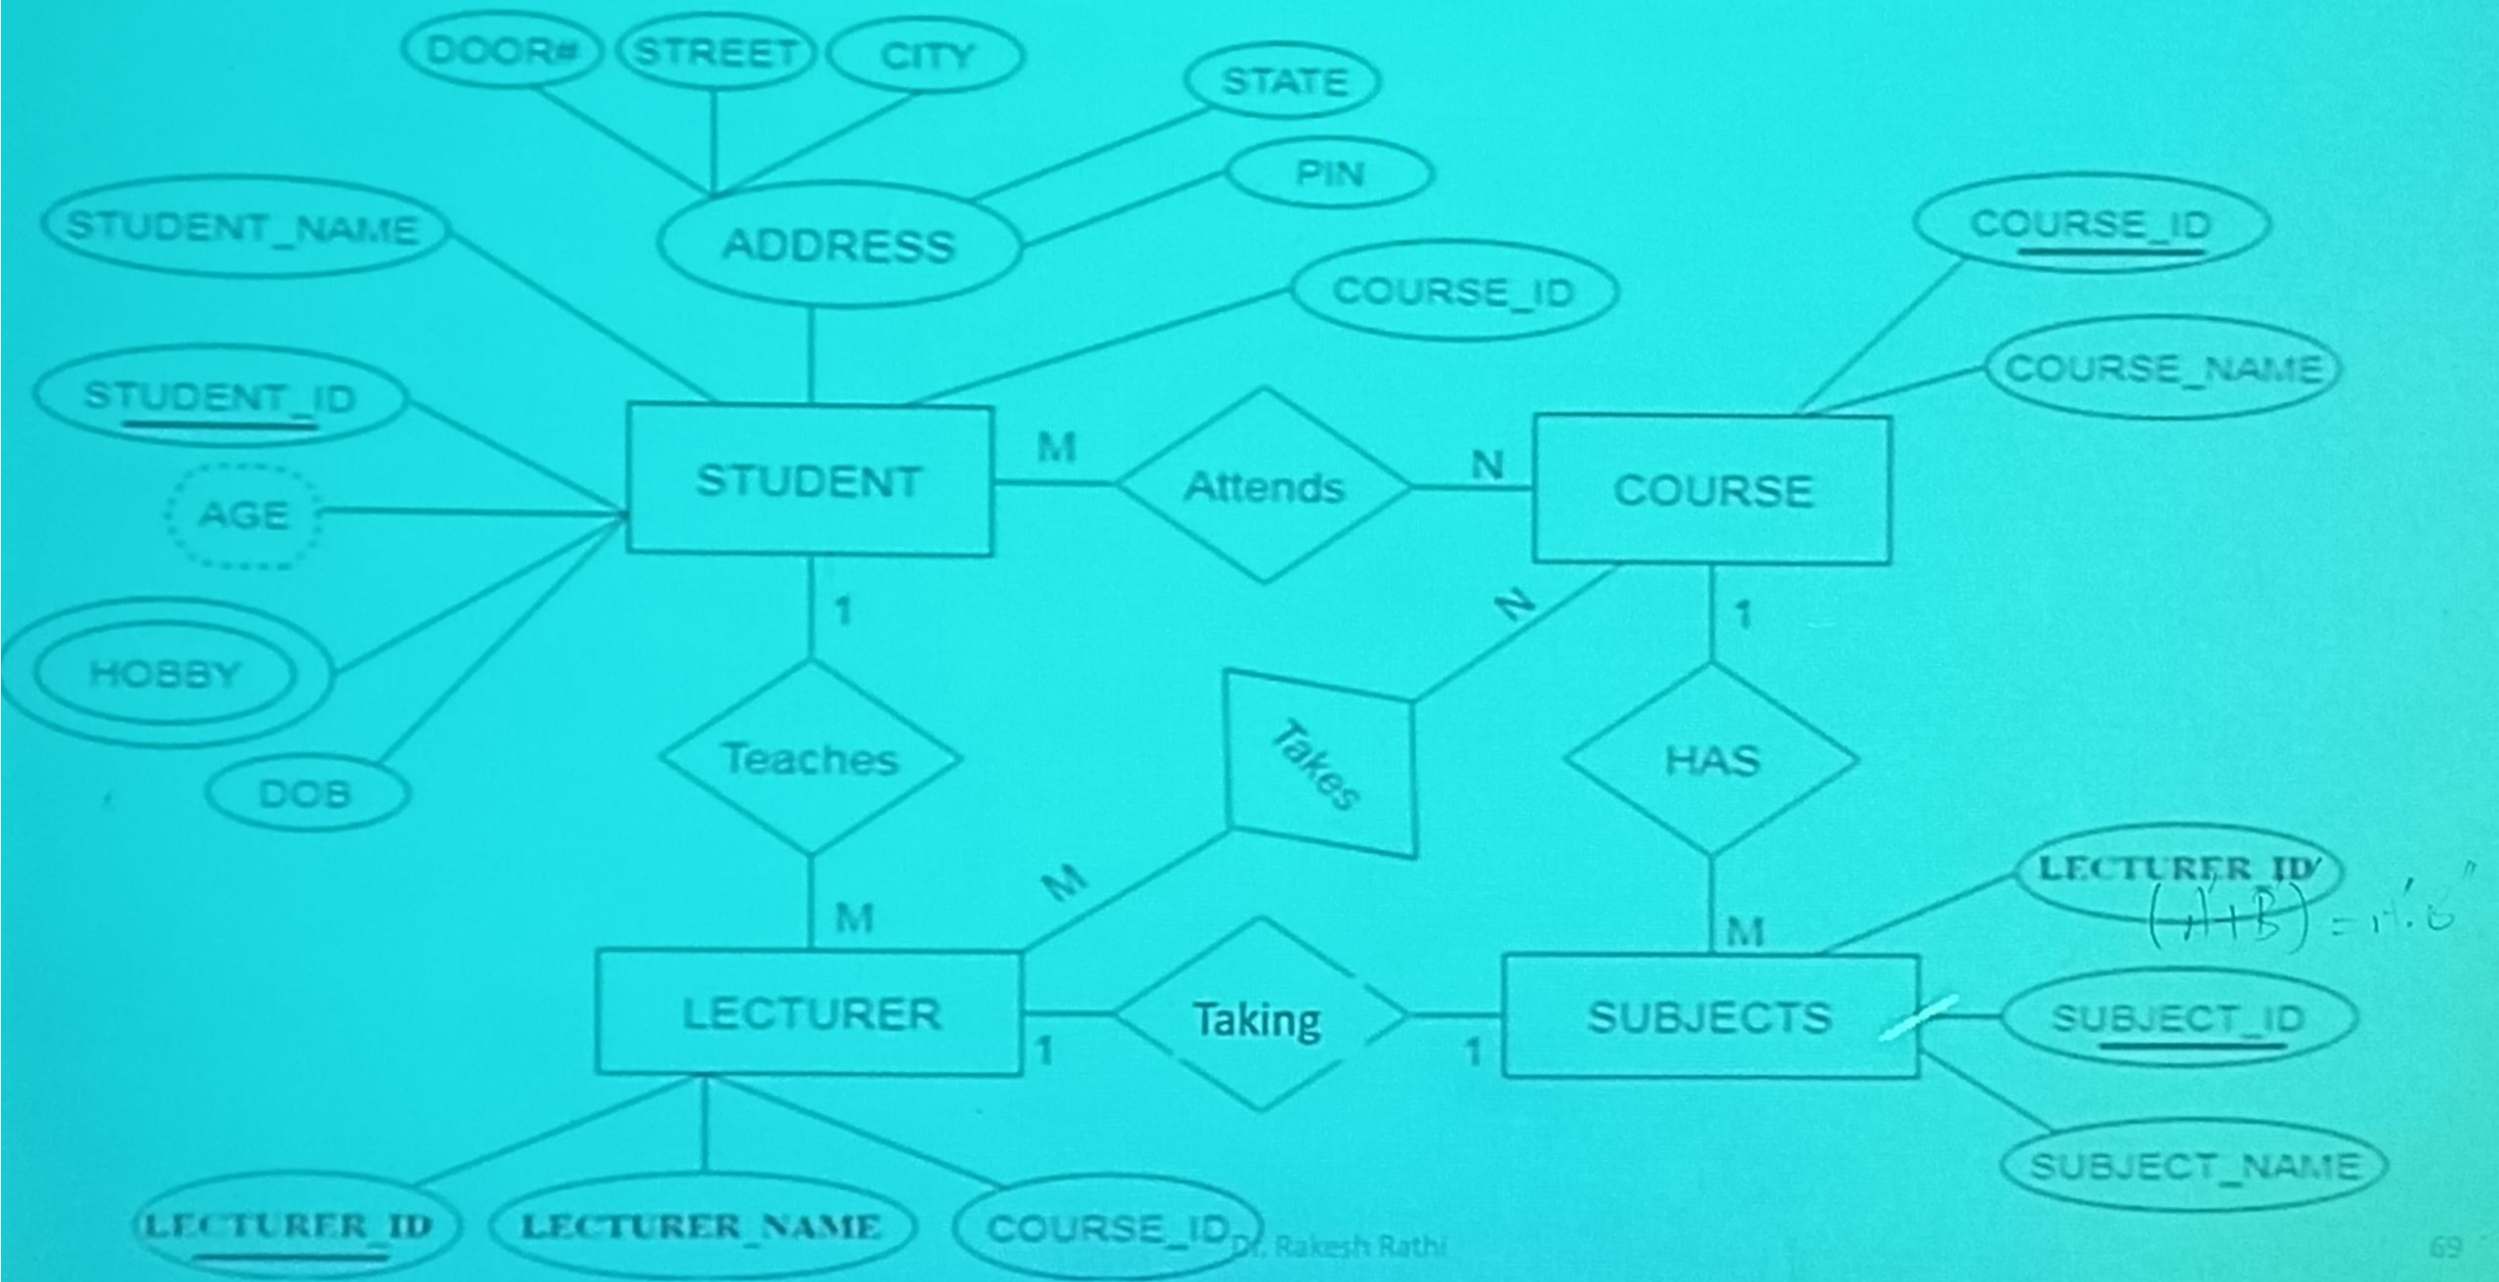 DOOR# STREET CITY
STATE
PIN
STUDENT_NAME
ADDRESS
COURSE_ID
COURSE_ID
COURSE_NAME
STUDENT_ID
AGE
HOBBY
DOB
STUDENT
M
Attends
N
COURSE
1
Teaches
M
N
Takes
M
1
HAS
M
LECTURER
1
Taking
1
SUBJECTS
LECTURER_ID
SUBJECT_ID
SUBJECT_NAME
LECTURER_ID
LECTURER_NAME
COURSE_ID
Dr. Rakesh Rathi
69